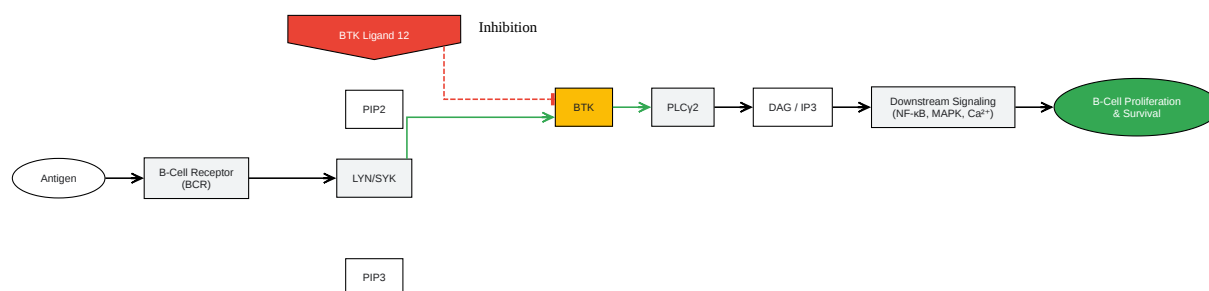 BTK Ligand 12
Inhibition
PIP2
BTK
PLCγ2
DAG / IP3
Downstream Signaling
(NF-κB, MAPK, Ca²⁺)
B-Cell Proliferation
& Survival
Antigen
B-Cell Receptor
(BCR)
LYN/SYK
PIP3